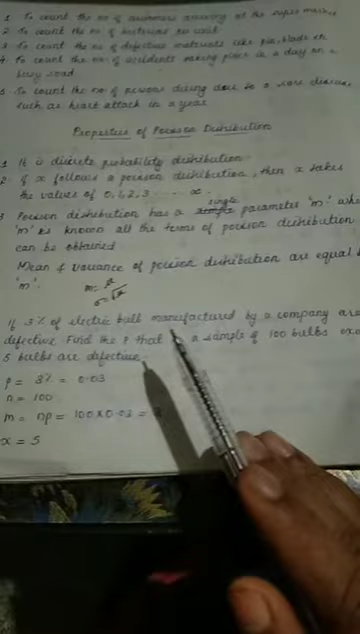 1 To count the no of customers arriving at the super market
2 To count the no of bacterias per unit
3 To count the no of defective materials like pin, blade etc
4 To count the no of accidents taking place in a day on a
busy road
5 To count the no of persons dieing due to a rare disease
such as heart attack in a year
Properties of Poisson Distribution
1 It is discrete probability distribution
2 If x follows a poisson distribution, then x takes
the values of 0, 1, 2, 3 ..... ∞
3 Poisson distribution has a single parameter 'm' when
'm' is known all the terms of poisson distribution
can be obtained
Mean & variance of poisson distribution are equal
'm'.
If 3% of electric bulb manufactured by a company are
defective. Find the P that a sample of 100 bulbs
5 bulbs are defective.
p = 3% = 0.03
n = 100
m = np = 100 x 0.03 =
x = 5